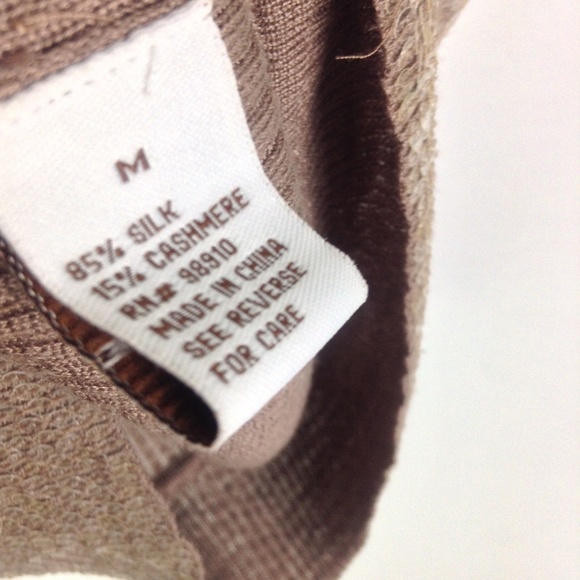 M
85% SILK
15% CASHMERE
RN# 98910
MADE IN CHINA
SEE REVERSE
FOR CARE